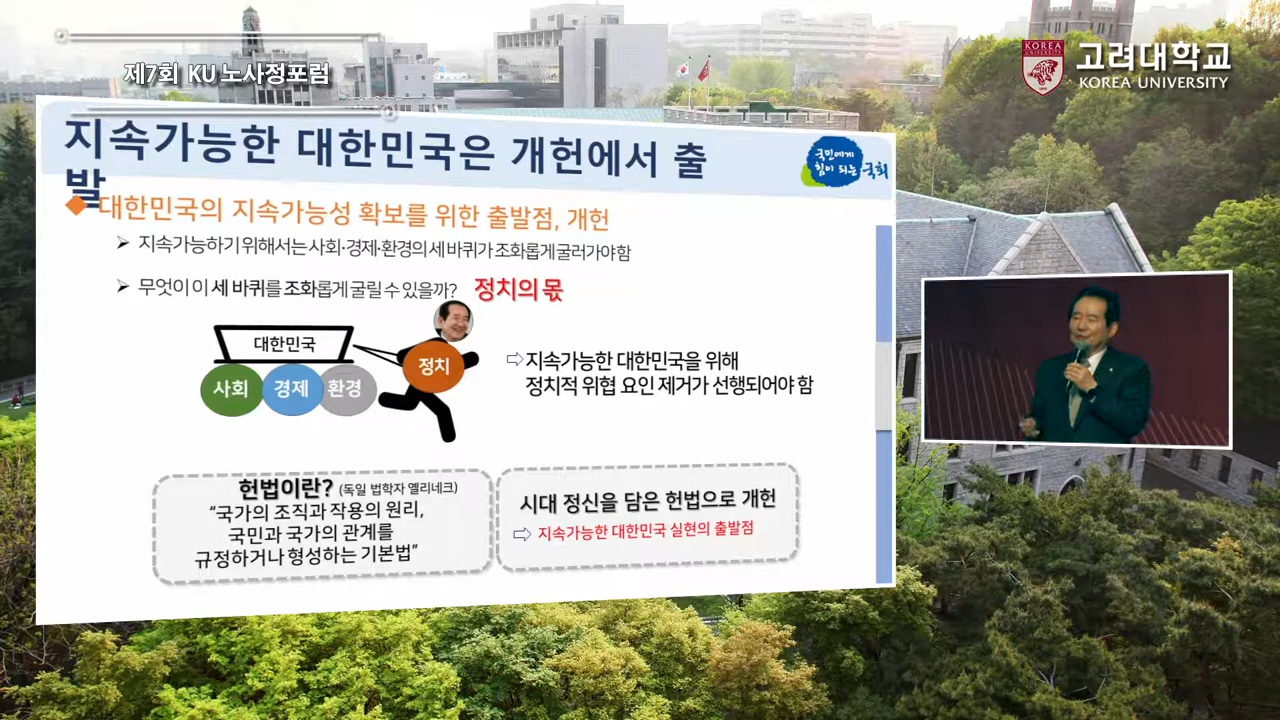 제7회 KU 노사정포럼
KOREA
UNIVERSITY
고려대학교
KOREA UNIVERSITY
지속가능한 대한민국은 개헌에서 출
발
국민에게
힘이 되는 국회
◆ 대한민국의 지속가능성 확보를 위한 출발점, 개헌
➢ 지속가능하기 위해서는 사회·경제·환경의 세 바퀴가 조화롭게 굴러가야 함
➢ 무엇이 이 세 바퀴를 조화롭게 굴릴 수 있을까? 정치의 몫
대한민국
사회 경제 환경
정치
⇨ 지속가능한 대한민국을 위해
정치적 위협 요인 제거가 선행되어야 함
헌법이란? (독일 법학자 옐리네크)
“국가의 조직과 작용의 원리,
국민과 국가의 관계를
규정하거나 형성하는 기본법”
시대 정신을 담은 헌법으로 개헌
⇨ 지속가능한 대한민국 실현의 출발점